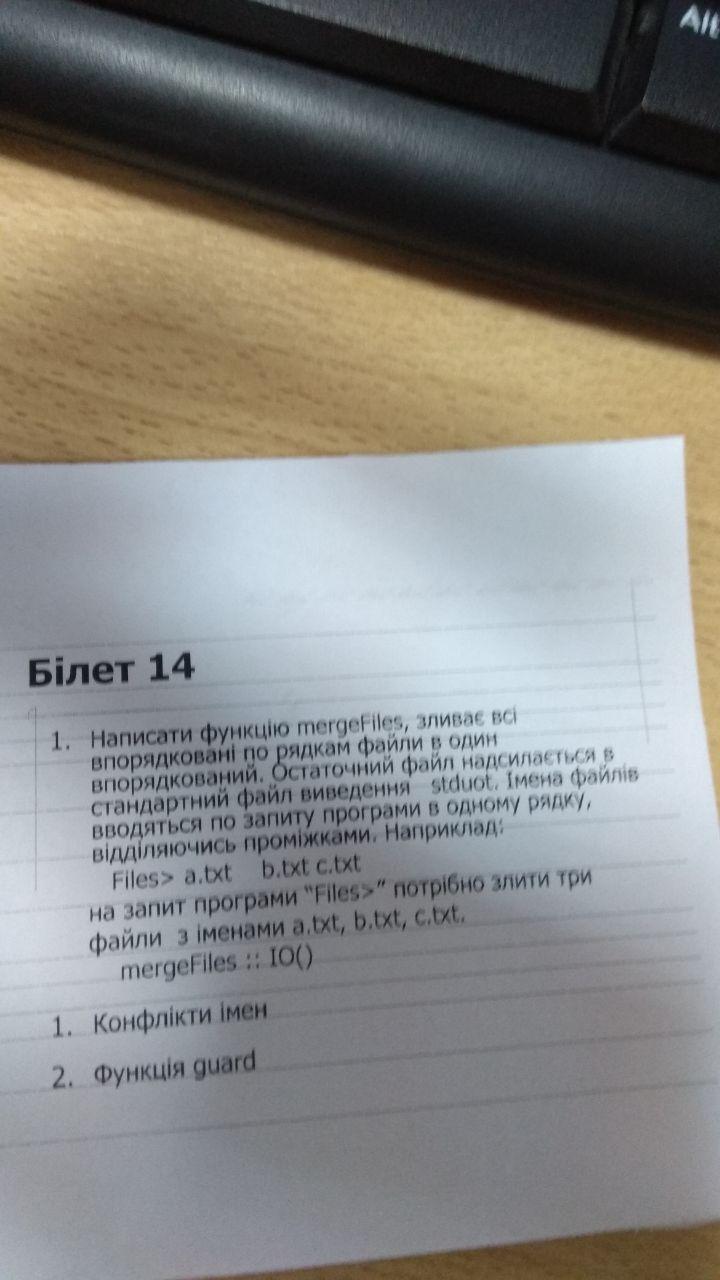 Alt
Білет 14
1. Написати функцію mergeFiles, зливає всі
впорядковані по рядкам файли в один
впорядкований. Остаточний файл надсилається в
стандартний файл виведення stduot. Імена файлів
вводяться по запиту програми в одному рядку,
відділяючись проміжками. Наприклад:
Files> a.txt b.txt c.txt
на запит програми “Files>” потрібно злити три
файли з іменами a.txt, b.txt, c.txt.
mergeFiles :: IO()
1. Конфлікти імен
2. Функція guard